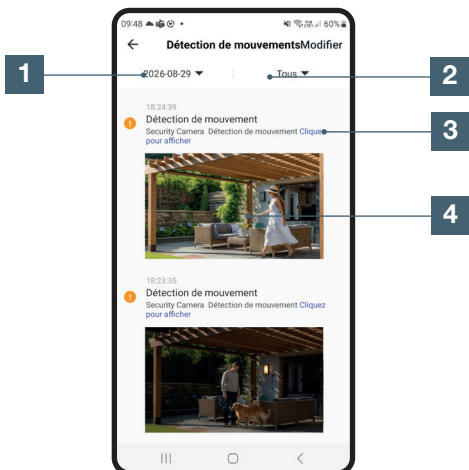 09:48 60%
Détection de mouvementsModifier
1
2026-08-29 Tous
2
18:24:39
Détection de mouvement
Security Camera Détection de mouvement Cliquez
pour afficher
3
4
18:23:35
Détection de mouvement
Security Camera Détection de mouvement Cliquez
pour afficher